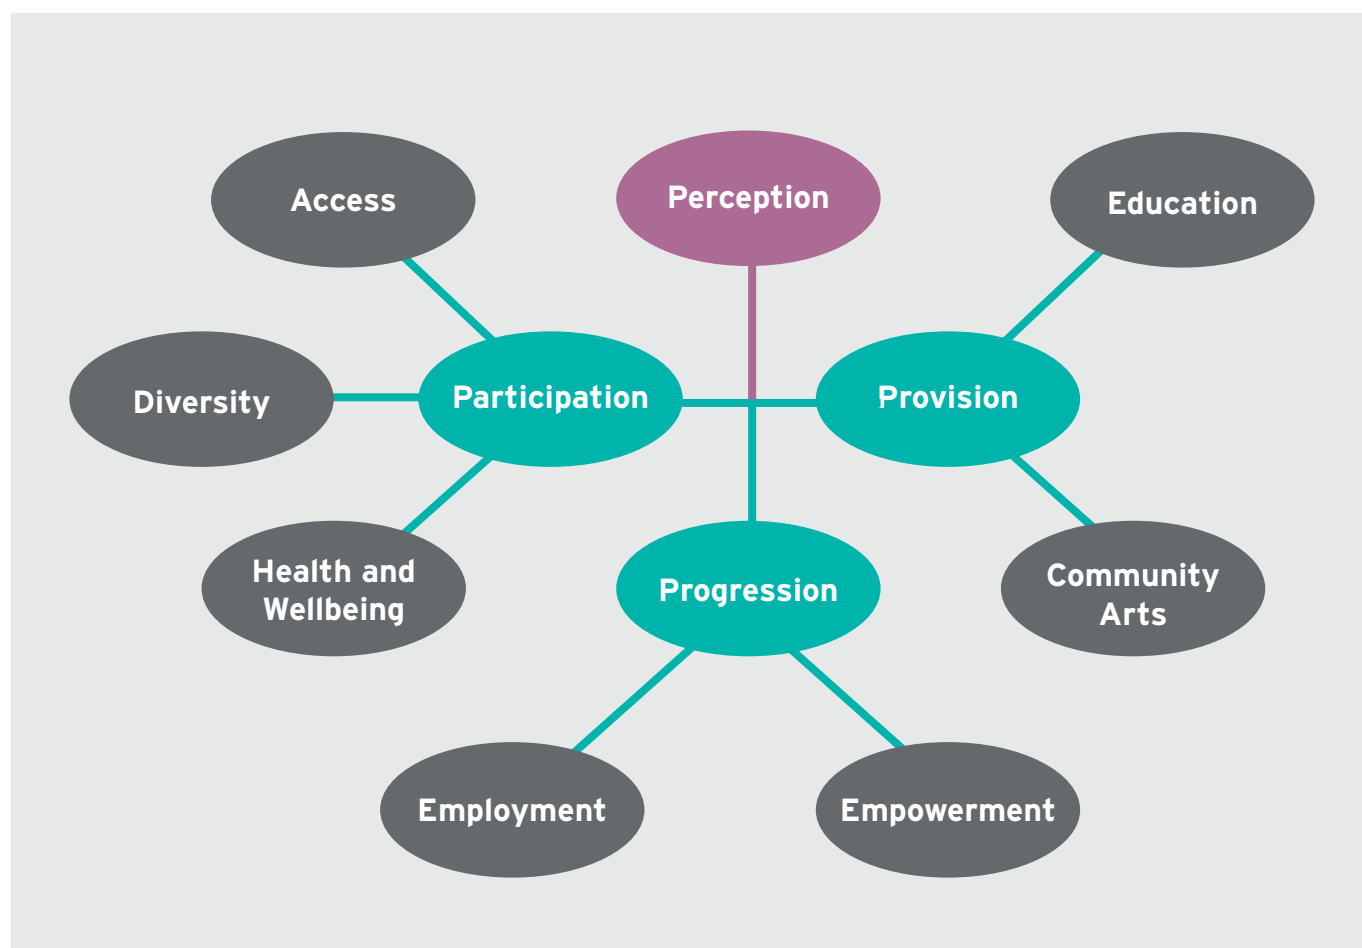 Access
Perception
Education
Diversity
Participation
Provision
Health and
Wellbeing
Progression
Community
Arts
Employment
Empowerment